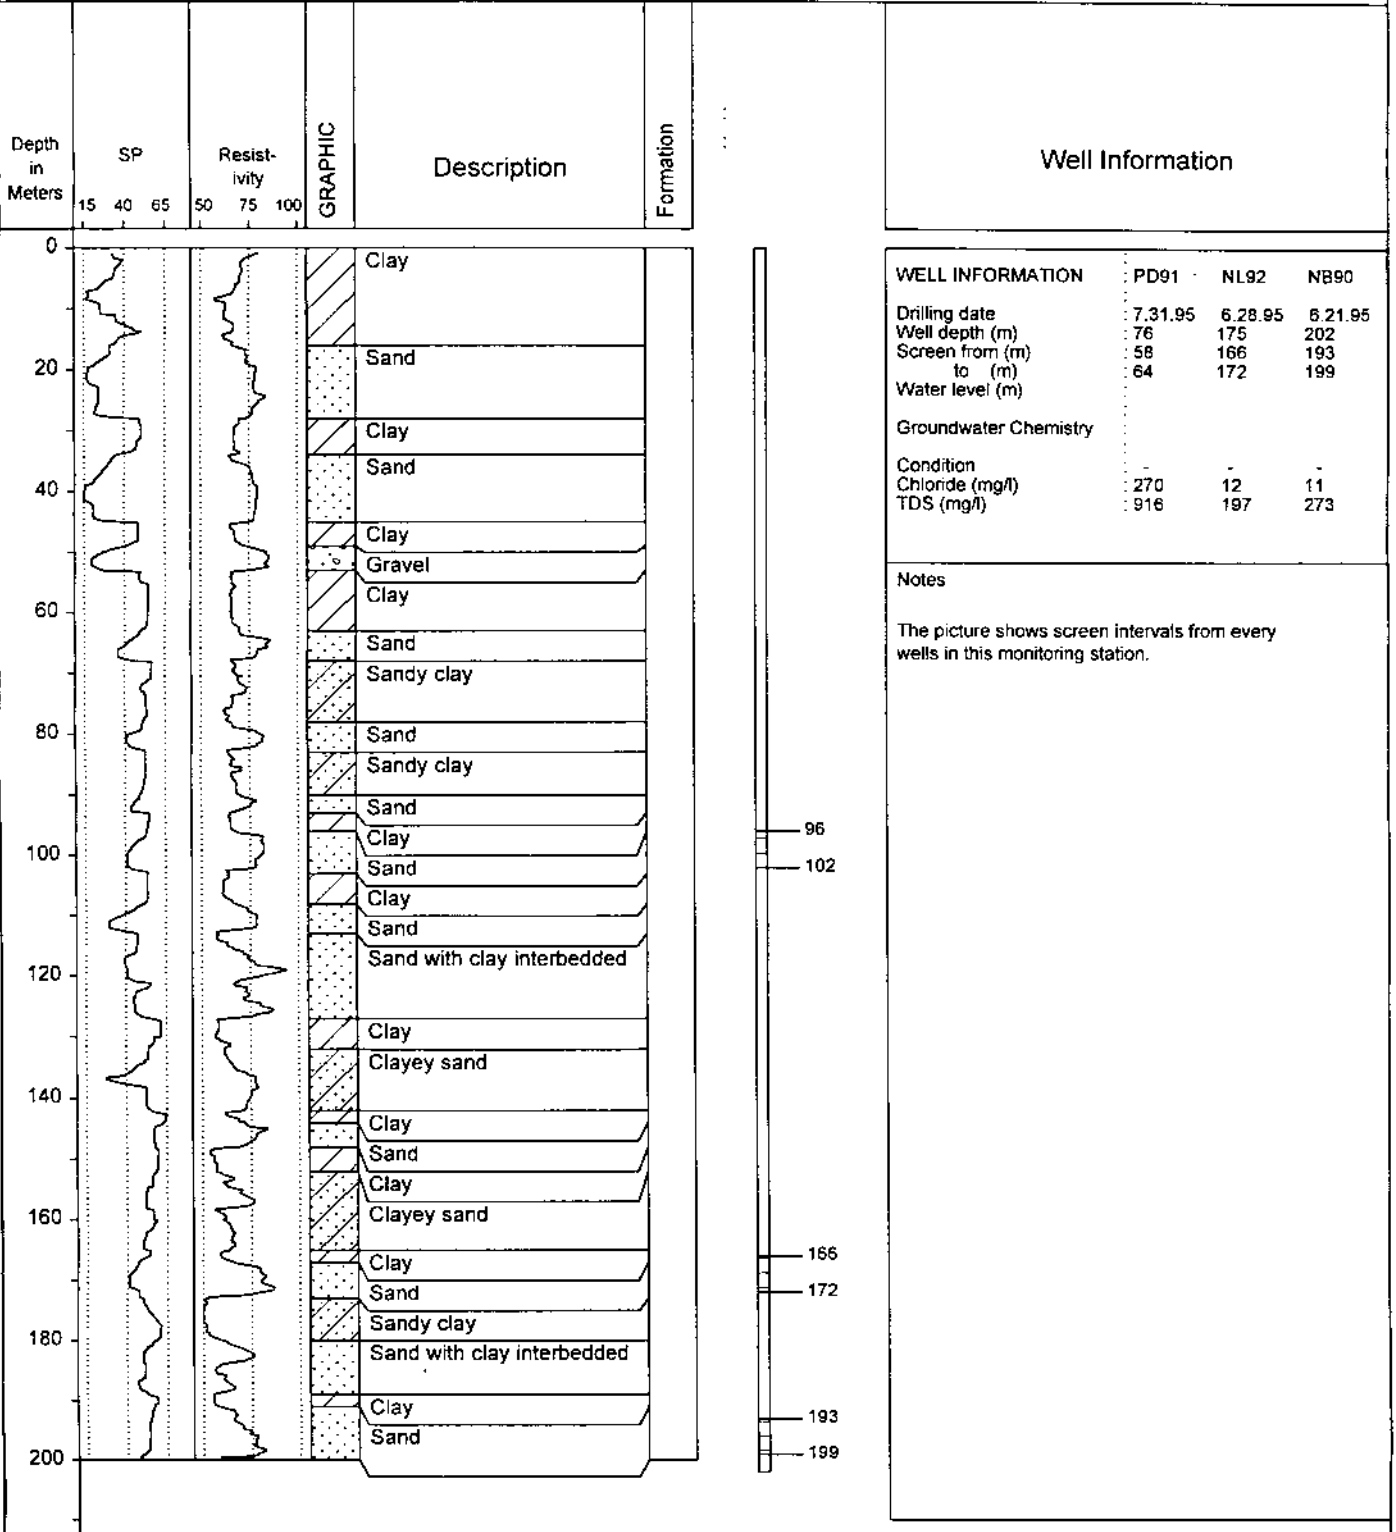 Depth
in
Meters
SP
15 40 65
Resist-
ivity
50 75 100
GRAPHIC
Description
Formation
Well Information
0
20
40
60
80
100
120
140
160
180
200
Clay
Sand
Clay
Sand
Clay
Gravel
Clay
Sand
Sandy clay
Sand
Sandy clay
Sand
Clay
Sand
Clay
Sand
Sand with clay interbedded
Clay
Clayey sand
Clay
Sand
Clay
Clayey sand
Clay
Sand
Sandy clay
Sand with clay interbedded
Clay
Sand
96
102
166
172
193
199
WELL INFORMATION : PD91 NL92 NB90
Drilling date : 7.31.95 6.28.95 6.21.95
Well depth (m) : 76 175 202
Screen from (m) : 58 166 193
to (m) : 64 172 199
Water level (m) :
Groundwater Chemistry :
Condition : - - -
Chloride (mg/l) : 270 12 11
TDS (mg/l) : 916 197 273
Notes
The picture shows screen intervals from every
wells in this monitoring station.